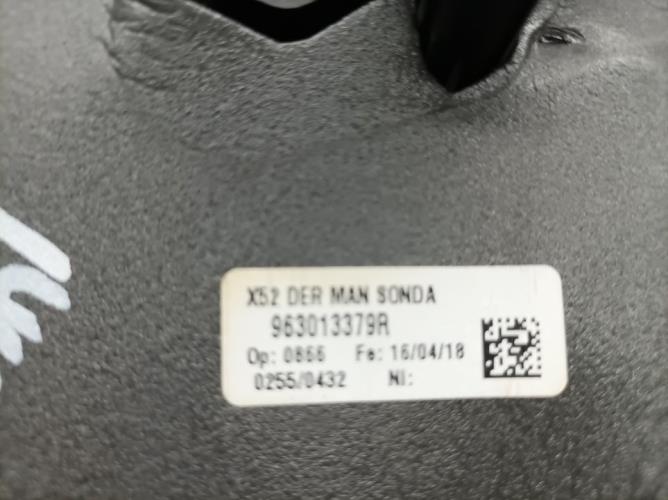 X52 DER MAN SONDA
963013379R
Op: 0866 Fe: 16/04/18
0255/0432 NI: